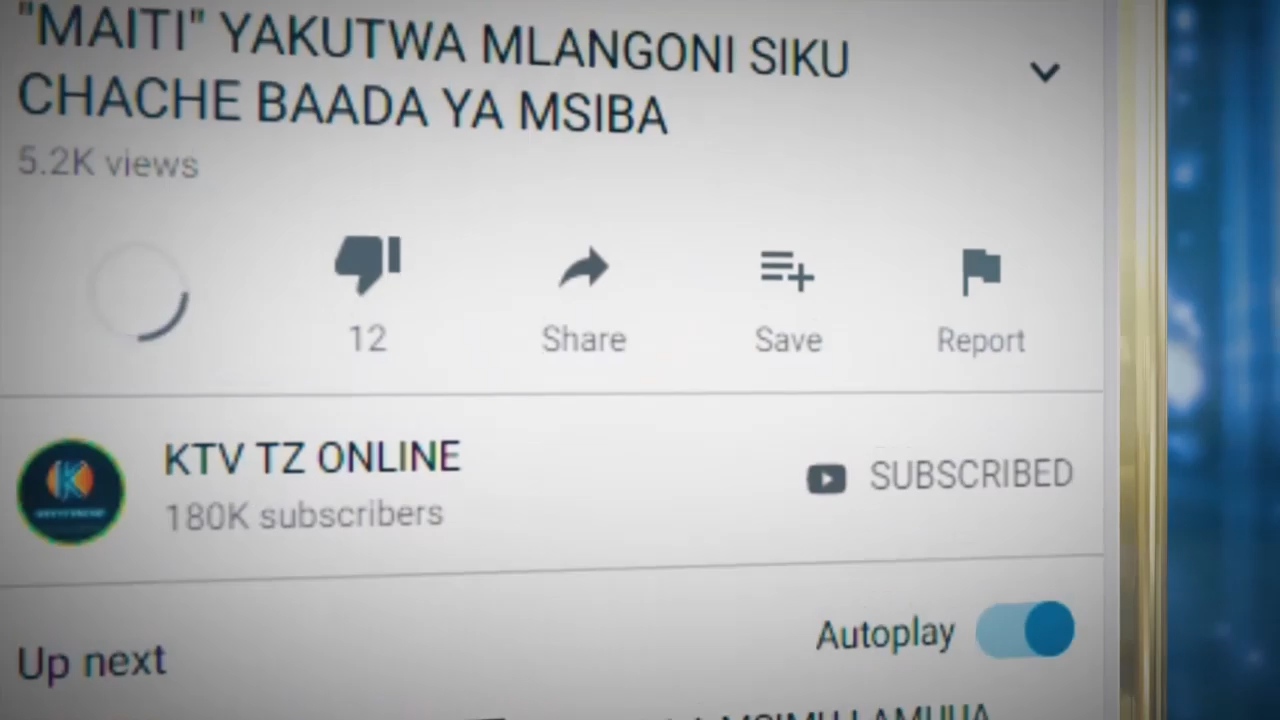 "MAITI" YAKUTWA MLANGONI SIKU
CHACHE BAADA YA MSIBA
5.2K views
12
Share
Save
Report
KTV TZ ONLINE
180K subscribers
SUBSCRIBED
Autoplay
Up next